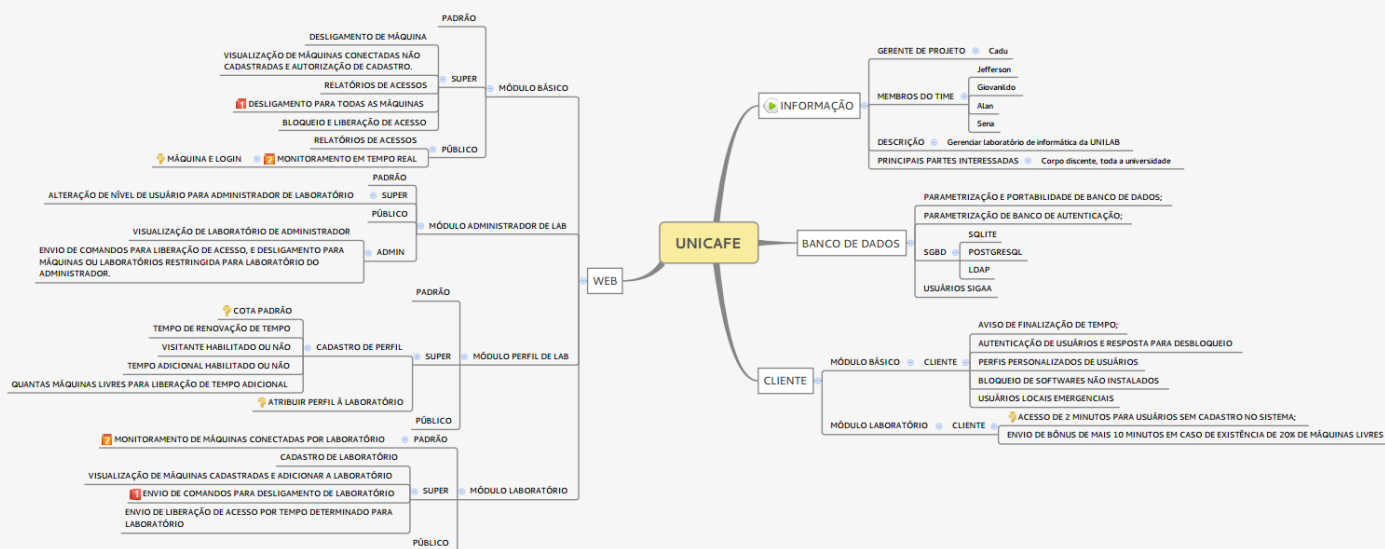 UNICAFE
WEB
MÓDULO BÁSICO
PADRÃO
SUPER
DESLIGAMENTO DE MÁQUINA
VISUALIZAÇÃO DE MÁQUINAS CONECTADAS NÃO
CADASTRADAS E AUTORIZAÇÃO DE CADASTRO.
RELATÓRIOS DE ACESSOS
1 DESLIGAMENTO PARA TODAS AS MÁQUINAS
BLOQUEIO E LIBERAÇÃO DE ACESSO
PÚBLICO
RELATÓRIOS DE ACESSOS
2 MONITORAMENTO EM TEMPO REAL
MÁQUINA E LOGIN
MÓDULO ADMINISTRADOR DE LAB
PADRÃO
SUPER
ALTERAÇÃO DE NÍVEL DE USUÁRIO PARA ADMINISTRADOR DE LABORATÓRIO
PÚBLICO
ADMIN
VISUALIZAÇÃO DE LABORATÓRIO DE ADMINISTRADOR
ENVIO DE COMANDOS PARA LIBERAÇÃO DE ACESSO, E DESLIGAMENTO PARA
MÁQUINAS OU LABORATÓRIOS RESTRINGIDA PARA LABORATÓRIO DO
ADMINISTRADOR.
MÓDULO PERFIL DE LAB
PADRÃO
SUPER
CADASTRO DE PERFIL
COTA PADRÃO
TEMPO DE RENOVAÇÃO DE TEMPO
VISITANTE HABILITADO OU NÃO
TEMPO ADICIONAL HABILITADO OU NÃO
QUANTAS MÁQUINAS LIVRES PARA LIBERAÇÃO DE TEMPO ADICIONAL
ATRIBUIR PERFIL À LABORATÓRIO
PÚBLICO
MÓDULO LABORATÓRIO
PADRÃO
2 MONITORAMENTO DE MÁQUINAS CONECTADAS POR LABORATÓRIO
SUPER
CADASTRO DE LABORATÓRIO
VISUALIZAÇÃO DE MÁQUINAS CADASTRADAS E ADICIONAR A LABORATÓRIO
1 ENVIO DE COMANDOS PARA DESLIGAMENTO DE LABORATÓRIO
ENVIO DE LIBERAÇÃO DE ACESSO POR TEMPO DETERMINADO PARA
LABORATÓRIO
PÚBLICO
INFORMAÇÃO
GERENTE DE PROJETO
Cadu
MEMBROS DO TIME
Jefferson
Giovanildo
Alan
Sena
DESCRIÇÃO
Gerenciar laboratório de informática da UNILAB
PRINCIPAIS PARTES INTERESSADAS
Corpo discente, toda a universidade
BANCO DE DADOS
PARAMETRIZAÇÃO E PORTABILIDADE DE BANCO DE DADOS;
PARAMETRIZAÇÃO DE BANCO DE AUTENTICAÇÃO;
SGBD
SQLITE
POSTGRESQL
LDAP
USUÁRIOS SIGAA
CLIENTE
MÓDULO BÁSICO
CLIENTE
AVISO DE FINALIZAÇÃO DE TEMPO;
AUTENTICAÇÃO DE USUÁRIOS E RESPOSTA PARA DESBLOQUEIO
PERFIS PERSONALIZADOS DE USUÁRIOS
BLOQUEIO DE SOFTWARES NÃO INSTALADOS
USUÁRIOS LOCAIS EMERGENCIAIS
MÓDULO LABORATÓRIO
CLIENTE
ACESSO DE 2 MINUTOS PARA USUÁRIOS SEM CADASTRO NO SISTEMA;
ENVIO DE BÔNUS DE MAIS 10 MINUTOS EM CASO DE EXISTÊNCIA DE 20% DE MÁQUINAS LIVRES